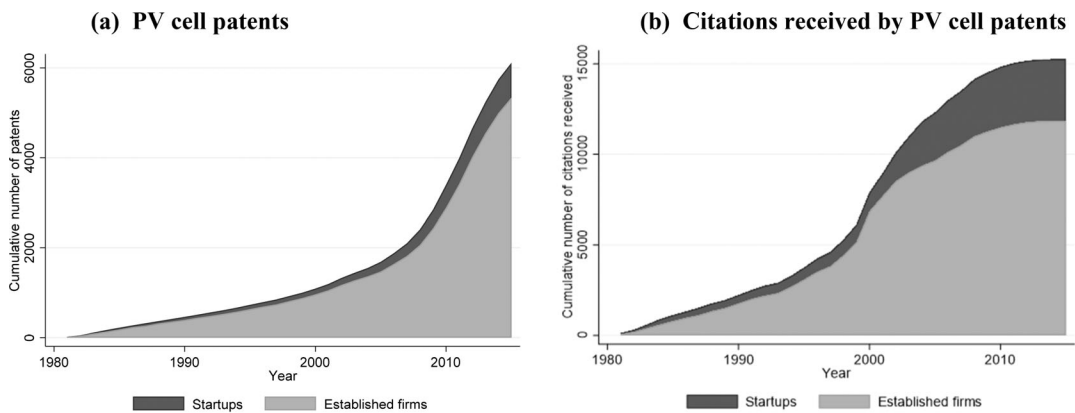 (a) PV cell patents
Cumulative number of patents
6000
4000
2000
0
1980
1990
2000
2010
Year
Startups
Established firms
(b) Citations received by PV cell patents
Cumulative number of citations received
15000
10000
5000
0
1980
1990
2000
2010
Year
Startups
Established firms